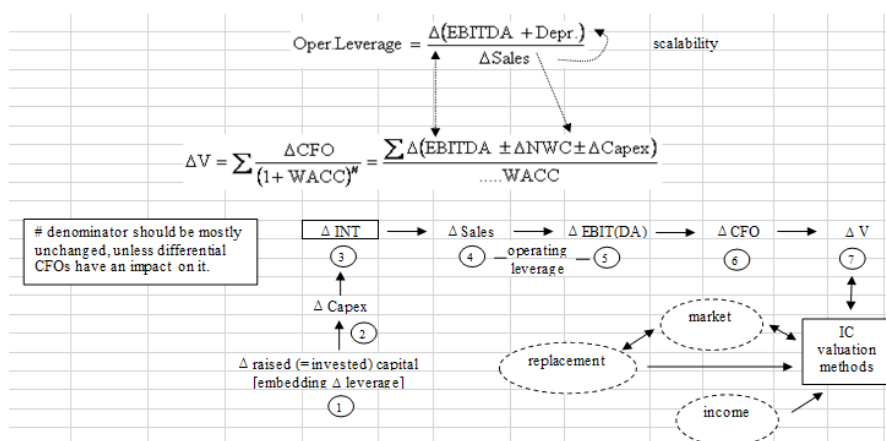 Oper.Leverage = Δ(EBITDA + Depr.) / ΔSales
scalability
ΔV = ∑ ΔCFO / (1+ WACC)^n = ∑ Δ(EBITDA ±ΔNWC± ΔCapex) / .....WACC
# denominator should be mostly
unchanged, unless differential
CFOs have an impact on it.
Δ INT
Δ Sales
Δ EBIT(DA)
Δ CFO
Δ V
3
4
operating
leverage
5
6
7
Δ Capex
2
Δ raised (=invested) capital
[embedding Δ leverage]
1
market
replacement
income
IC
valuation
methods